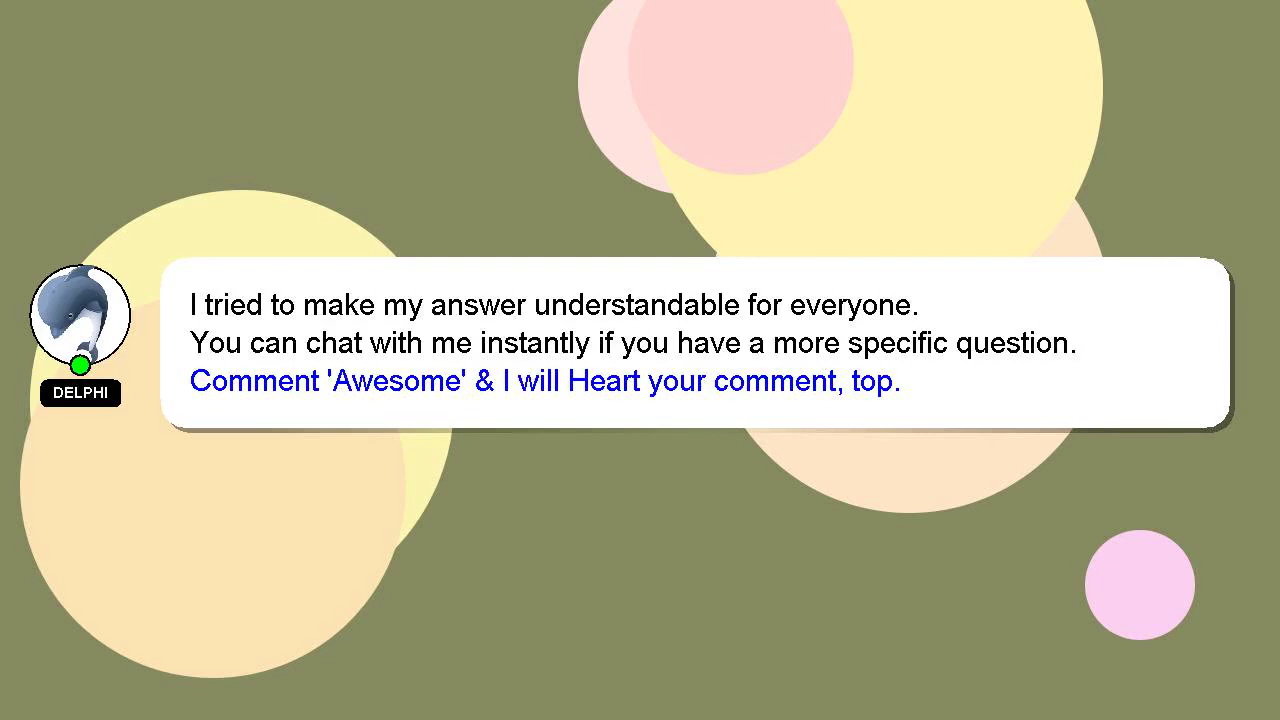 I tried to make my answer understandable for everyone.
You can chat with me instantly if you have a more specific question.
Comment 'Awesome' & I will Heart your comment, top.
DELPHI